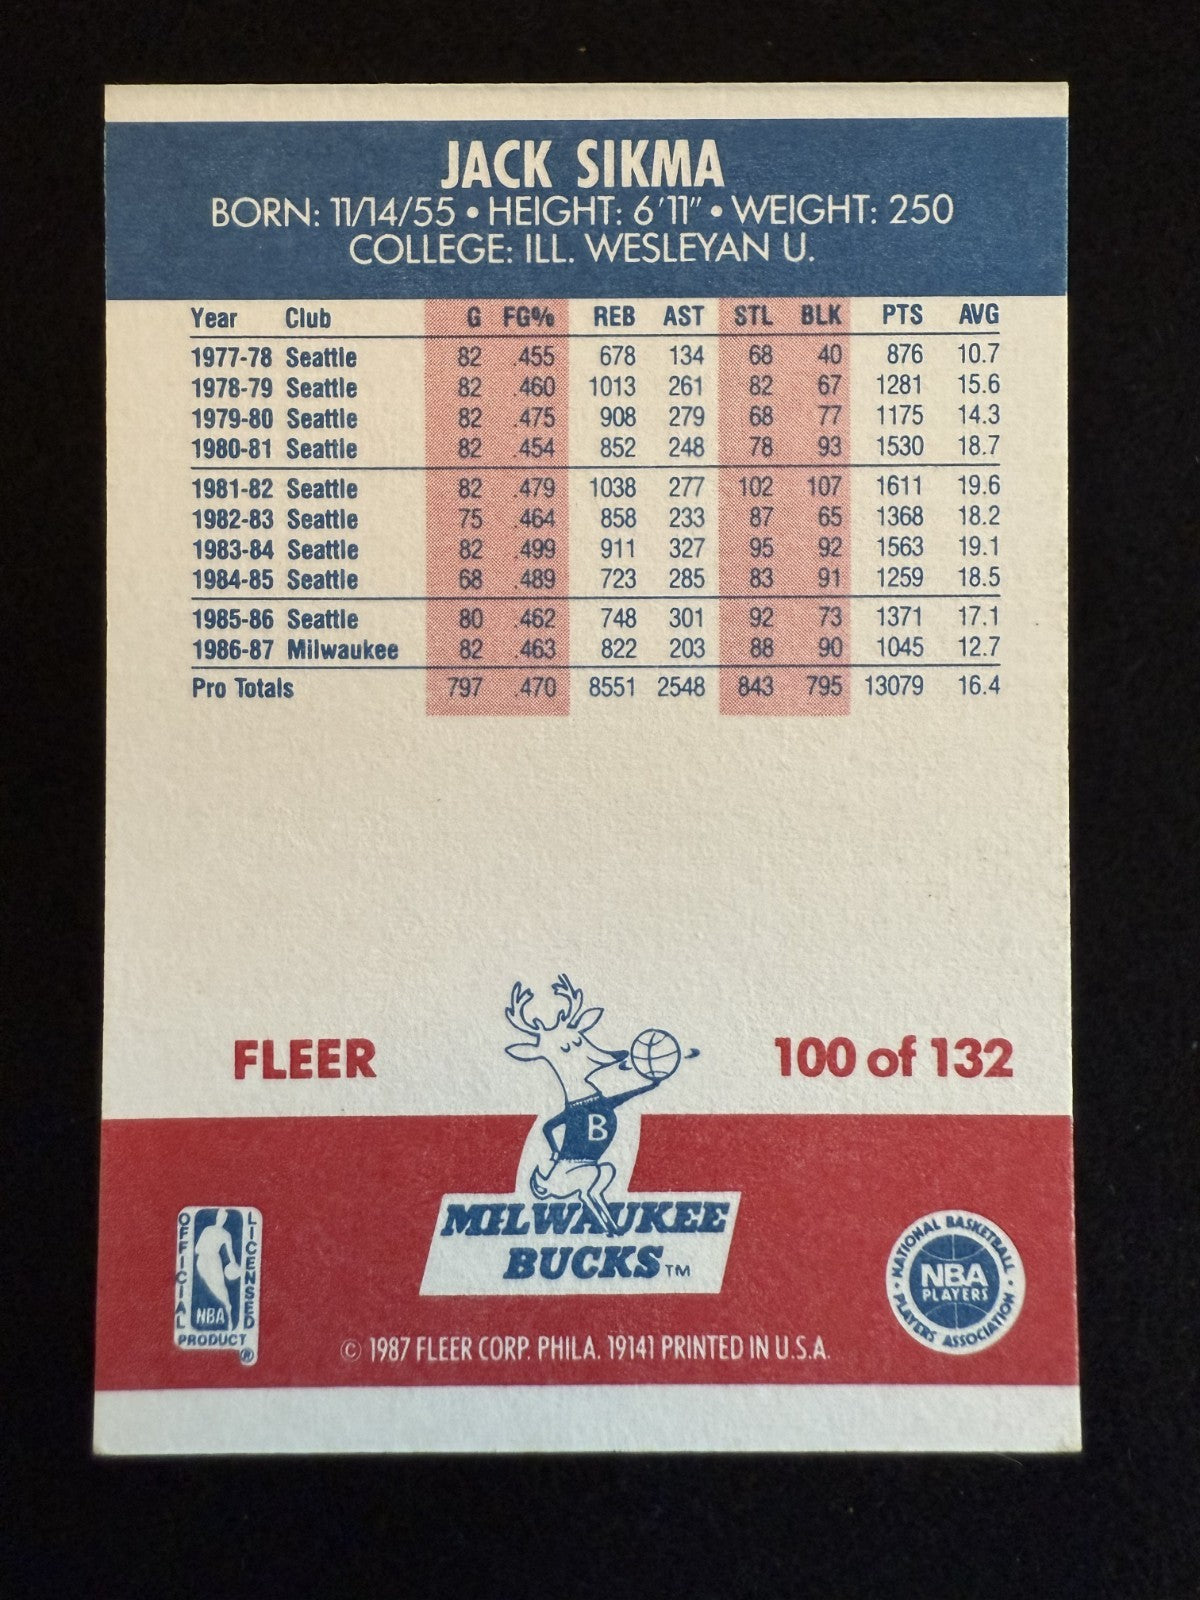 JACK SIKMA
BORN: 11/14/55 • HEIGHT: 6'11" • WEIGHT: 250
COLLEGE: ILL. WESLEYAN U.
Year Club G FG% REB AST STL BLK PTS AVG
1977-78 Seattle 82 .455 678 134 68 40 876 10.7
1978-79 Seattle 82 .460 1013 261 82 67 1281 15.6
1979-80 Seattle 82 .475 908 279 68 77 1175 14.3
1980-81 Seattle 82 .454 852 248 78 93 1530 18.7
1981-82 Seattle 82 .479 1038 277 102 107 1611 19.6
1982-83 Seattle 75 .464 858 233 87 65 1368 18.2
1983-84 Seattle 82 .499 911 327 95 92 1563 19.1
1984-85 Seattle 68 .489 723 285 83 91 1259 18.5
1985-86 Seattle 80 .462 748 301 92 73 1371 17.1
1986-87 Milwaukee 82 .463 822 203 88 90 1045 12.7
Pro Totals 797 .470 8551 2548 843 795 13079 16.4
FLEER
100 of 132
B
MILWAUKEE
BUCKS™
OFFICIAL
LICENSED
NBA
PRODUCT ®
NATIONAL BASKETBALL
NBA
PLAYERS
PLAYERS ASSOCIATION
© 1987 FLEER CORP. PHILA. 19141 PRINTED IN U.S.A.